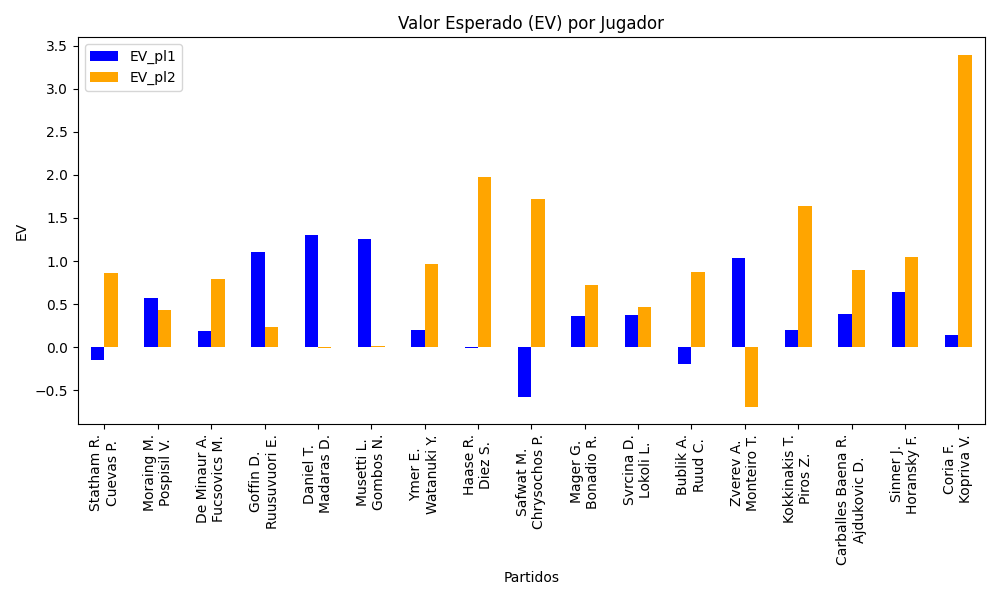 Valor Esperado (EV) por Jugador
EV_pl1
EV_pl2
EV
3.5
3.0
2.5
2.0
1.5
1.0
0.5
0.0
−0.5
Statham R.
Cuevas P.
Moraing M.
Pospisil V.
De Minaur A.
Fucsovics M.
Goffin D.
Ruusuvuori E.
Daniel T.
Madaras D.
Musetti L.
Gombos N.
Ymer E.
Watanuki Y.
Haase R.
Diez S.
Safwat M.
Chrysochos P.
Mager G.
Bonadio R.
Svrcina D.
Lokoli L.
Bublik A.
Ruud C.
Zverev A.
Monteiro T.
Kokkinakis T.
Piros Z.
Carballes Baena R.
Ajdukovic D.
Sinner J.
Horansky F.
Coria F.
Kopriva V.
Partidos